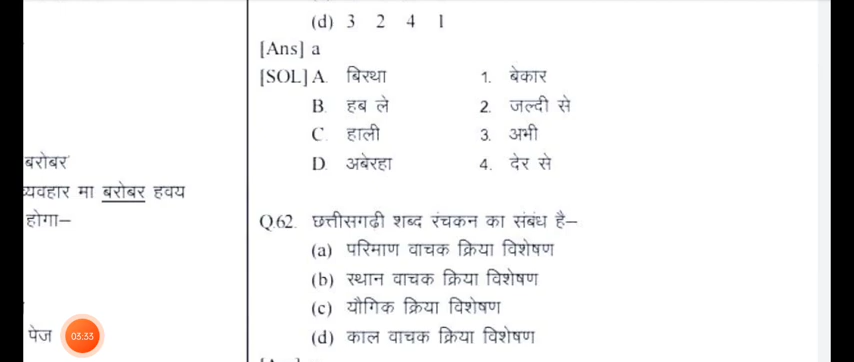 बरोबर
यवहार मा बरोबर हवय
होगा–
पेज
03:33
(d) 3 2 4 1
[Ans] a
[SOL] A. बिरथा 1. बेकार
B. हब ले 2. जल्दी से
C. हाली 3. अभी
D. अबेरहा 4. देर से
Q.62. छत्तीसगढी शब्द रंचकन का संबंध है–
(a) परिमाण वाचक क्रिया विशेषण
(b) स्थान वाचक क्रिया विशेषण
(c) यौगिक क्रिया विशेषण
(d) काल वाचक क्रिया विशेषण